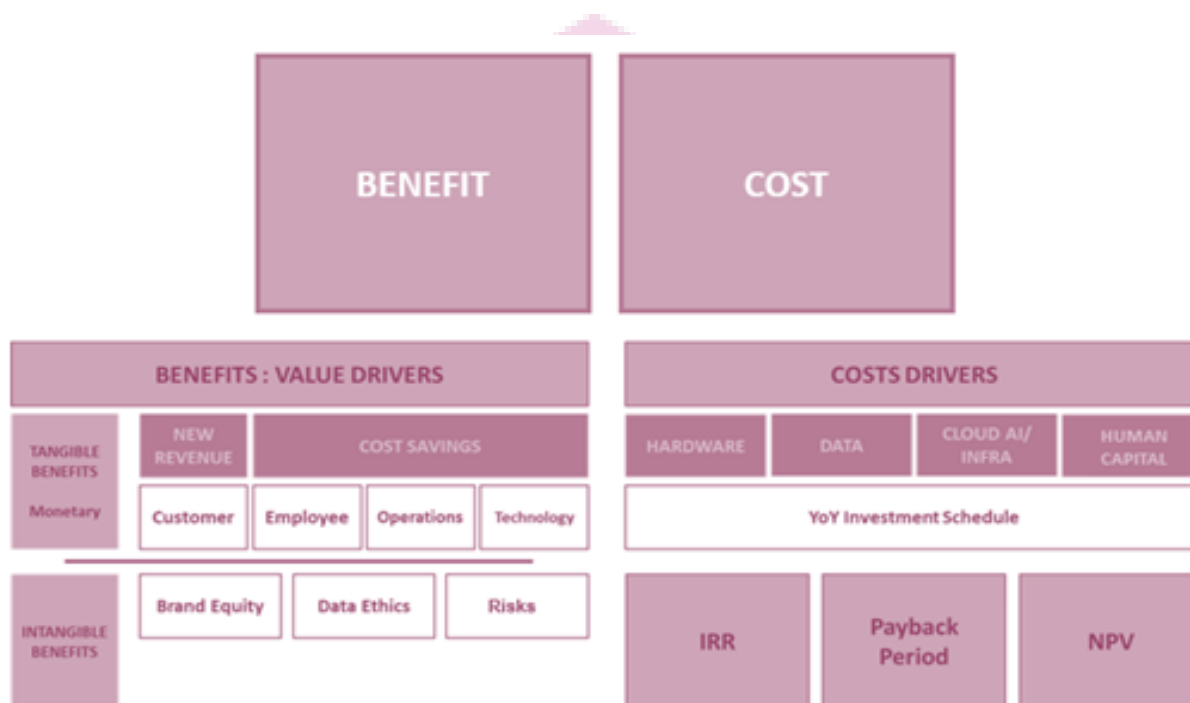 BENEFIT
COST
BENEFITS : VALUE DRIVERS
TANGIBLE
BENEFITS
Monetary
NEW
REVENUE
COST SAVINGS
Customer
Employee
Operations
Technology
INTANGIBLE
BENEFITS
Brand Equity
Data Ethics
Risks
COSTS DRIVERS
HARDWARE
DATA
CLOUD AI/
INFRA
HUMAN
CAPITAL
YoY Investment Schedule
IRR
Payback
Period
NPV